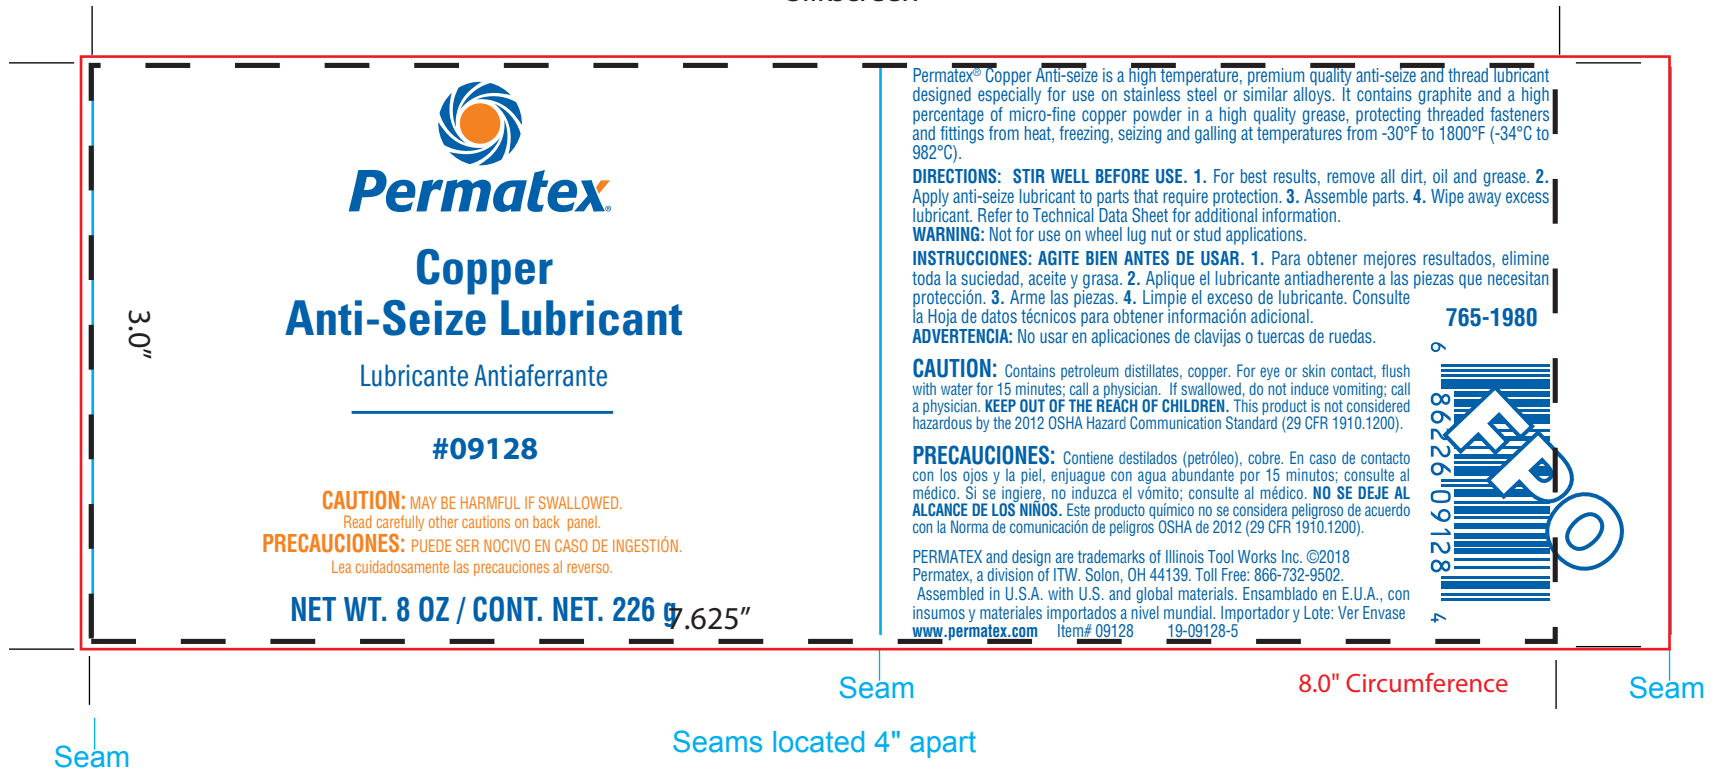 Permatex®
Copper
Anti-Seize Lubricant
Lubricante Antiaferrante
#09128
CAUTION: MAY BE HARMFUL IF SWALLOWED.
Read carefully other cautions on back panel.
PRECAUCIONES: PUEDE SER NOCIVO EN CASO DE INGESTIÓN.
Lea cuidadosamente las precauciones al reverso.
NET WT. 8 OZ / CONT. NET. 226 g
7.625”
3.0”
Permatex® Copper Anti-seize is a high temperature, premium quality anti-seize and thread lubricant
designed especially for use on stainless steel or similar alloys. It contains graphite and a high
percentage of micro-fine copper powder in a high quality grease, protecting threaded fasteners
and fittings from heat, freezing, seizing and galling at temperatures from -30°F to 1800°F (-34°C to
982°C).
DIRECTIONS: STIR WELL BEFORE USE. 1. For best results, remove all dirt, oil and grease. 2.
Apply anti-seize lubricant to parts that require protection. 3. Assemble parts. 4. Wipe away excess
lubricant. Refer to Technical Data Sheet for additional information.
WARNING: Not for use on wheel lug nut or stud applications.
INSTRUCCIONES: AGITE BIEN ANTES DE USAR. 1. Para obtener mejores resultados, elimine
toda la suciedad, aceite y grasa. 2. Aplique el lubricante antiadherente a las piezas que necesitan
protección. 3. Arme las piezas. 4. Limpie el exceso de lubricante. Consulte
la Hoja de datos técnicos para obtener información adicional.
ADVERTENCIA: No usar en aplicaciones de clavijas o tuercas de ruedas.
CAUTION: Contains petroleum distillates, copper. For eye or skin contact, flush
with water for 15 minutes; call a physician. If swallowed, do not induce vomiting; call
a physician. KEEP OUT OF THE REACH OF CHILDREN. This product is not considered
hazardous by the 2012 OSHA Hazard Communication Standard (29 CFR 1910.1200).
PRECAUCIONES: Contiene destilados (petróleo), cobre. En caso de contacto
con los ojos y la piel, enjuague con agua abundante por 15 minutos; consulte al
médico. Si se ingiere, no induzca el vómito; consulte al médico. NO SE DEJE AL
ALCANCE DE LOS NIÑOS. Este producto químico no se considera peligroso de acuerdo
con la Norma de comunicación de peligros OSHA de 2012 (29 CFR 1910.1200).
PERMATEX and design are trademarks of Illinois Tool Works Inc. ©2018
Permatex, a division of ITW. Solon, OH 44139. Toll Free: 866-732-9502.
Assembled in U.S.A. with U.S. and global materials. Ensamblado en E.U.A., con
insumos y materiales importados a nivel mundial. Importador y Lote: Ver Envase
www.permatex.com Item# 09128 19-09128-5
765-1980
6 86226 09128 4
FPO
Seam
Seam
Seam
8.0" Circumference
Seams located 4" apart